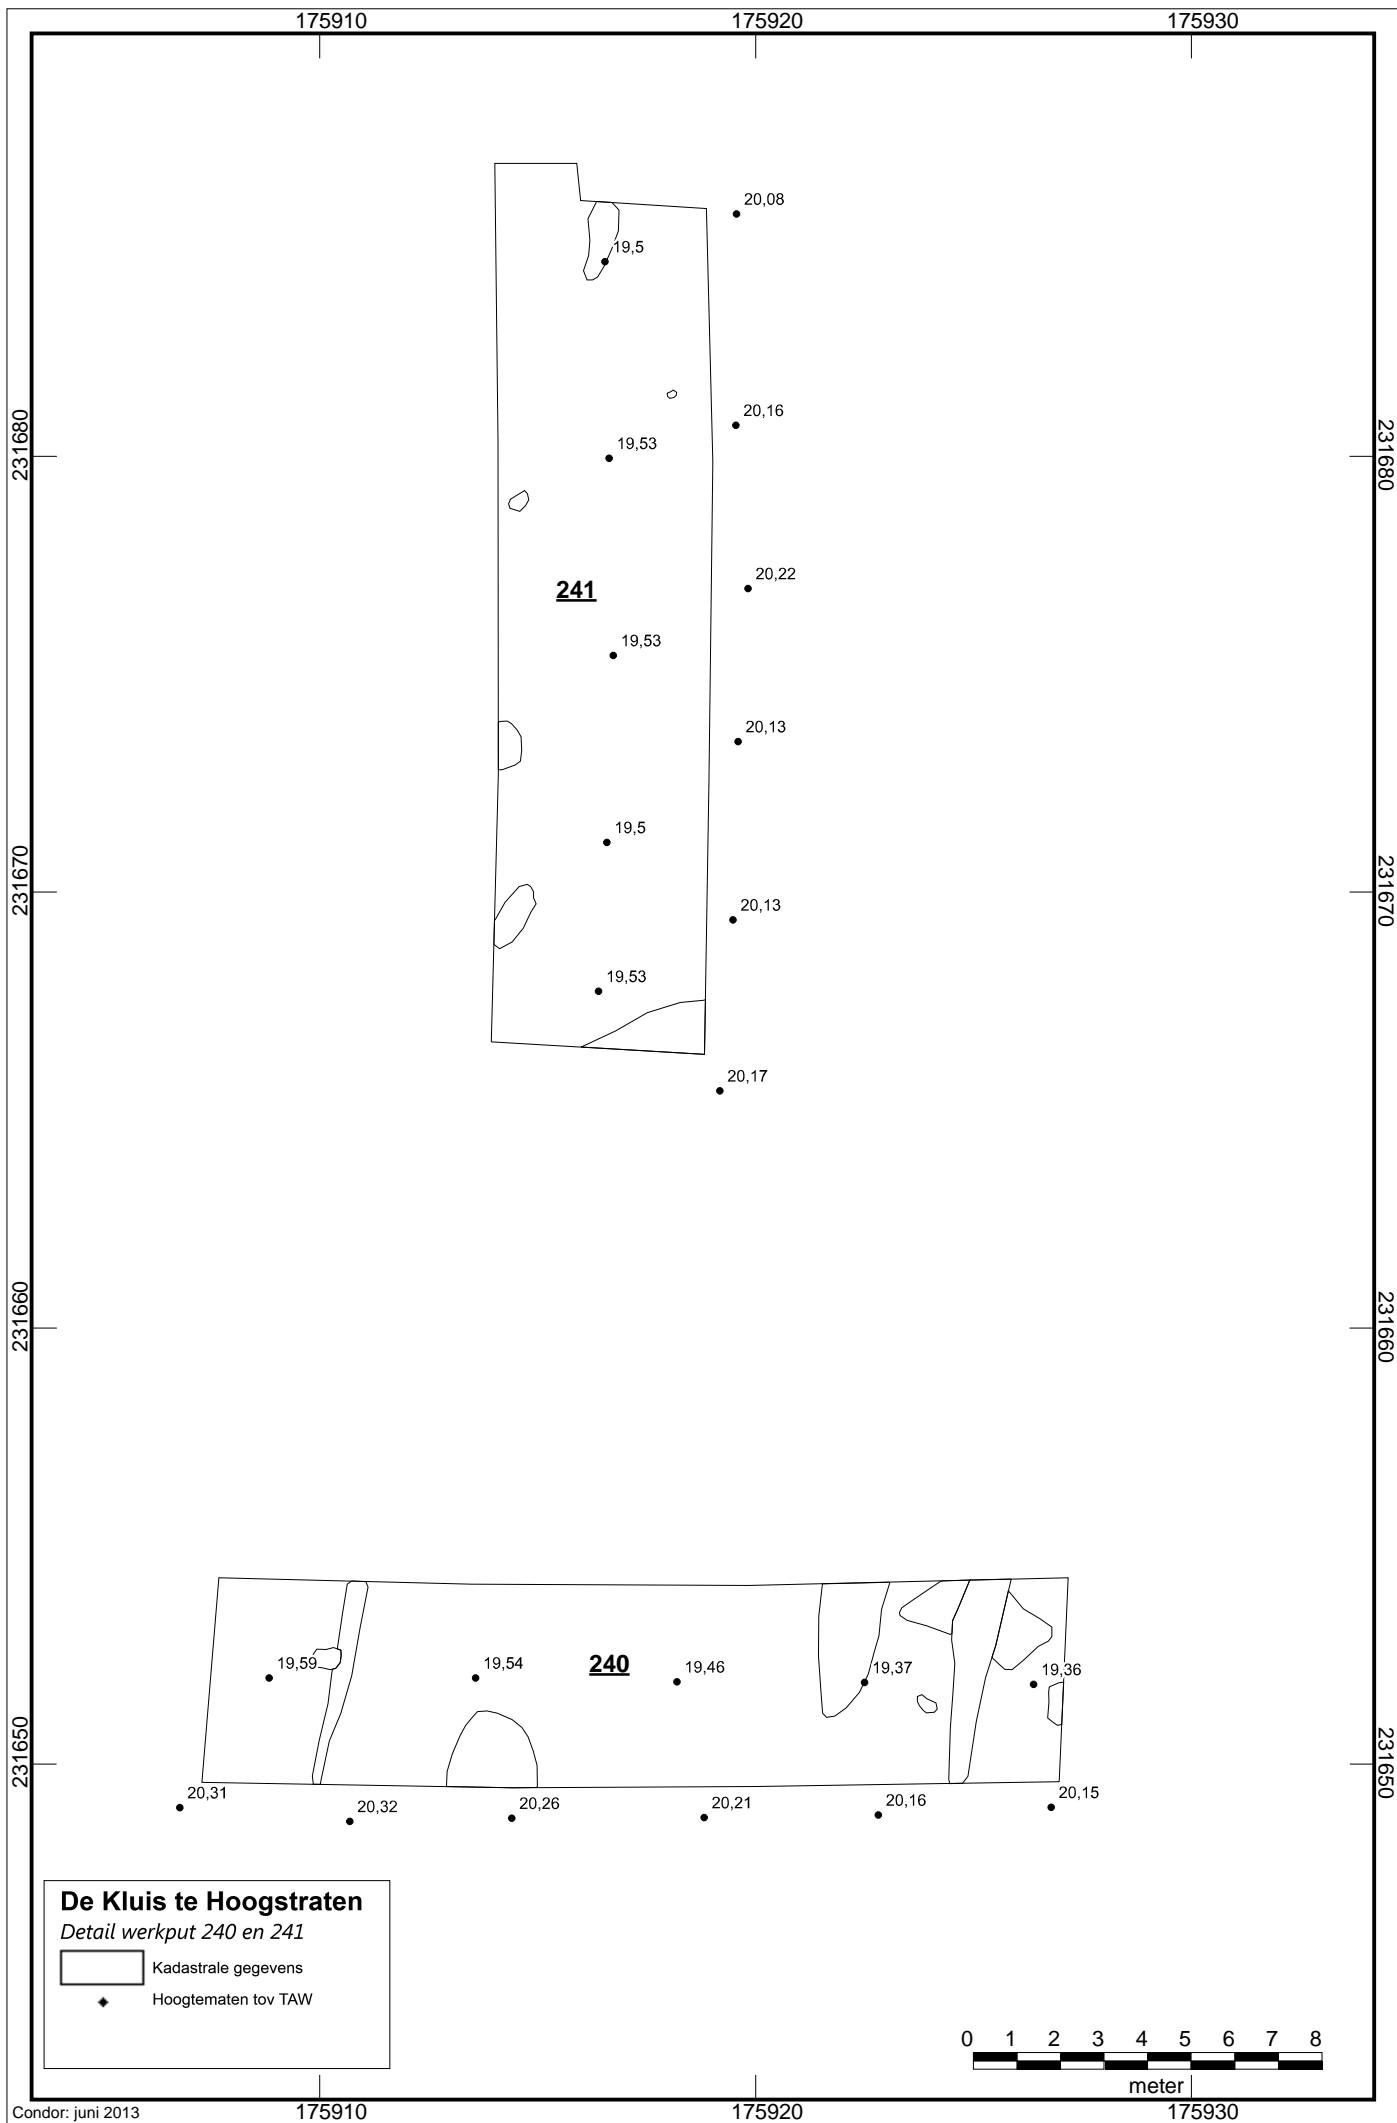 175910 175920 175930
20,08
19,5
20,16
231680 231680
19,53
20,22
241
19,53
20,13
19,5
231670 231670
20,13
19,53
20,17
231660 231660
19,59 19,54 240 19,46 19,37 19,36
231650 231650
20,31 20,32 20,26 20,21 20,16 20,15
De Kluis te Hoogstraten
Detail werkput 240 en 241
Kadastrale gegevens
Hoogtematen tov TAW
0 1 2 3 4 5 6 7 8
meter
Condor: juni 2013
175910 175920 175930